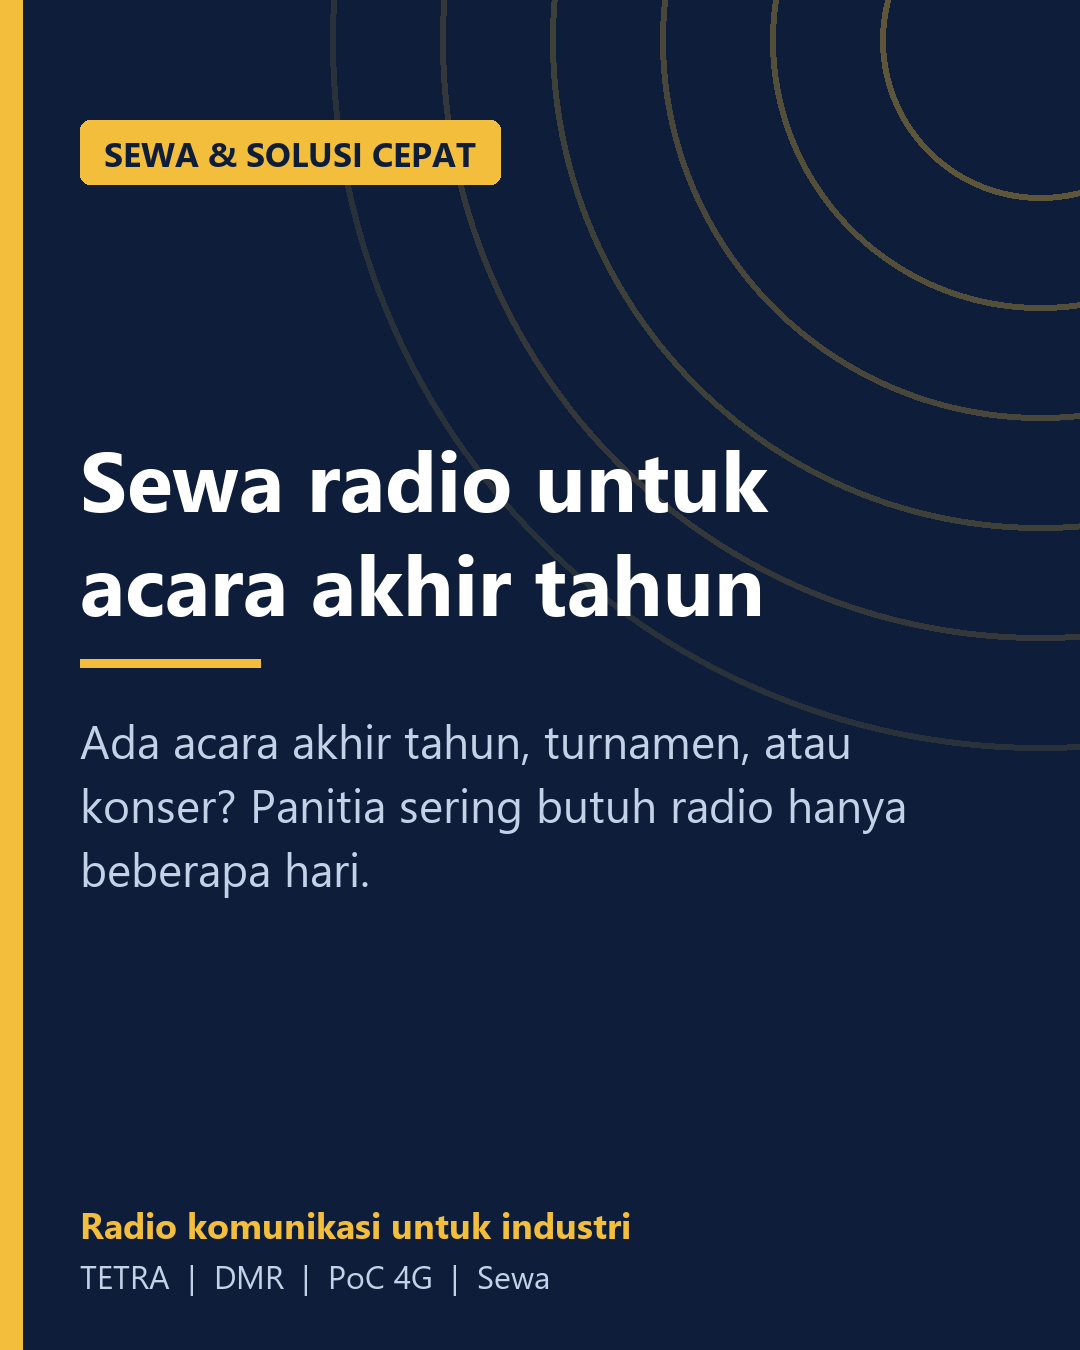 SEWA & SOLUSI CEPAT
Sewa radio untuk
acara akhir tahun
Ada acara akhir tahun, turnamen, atau
konser? Panitia sering butuh radio hanya
beberapa hari.
Radio komunikasi untuk industri
TETRA | DMR | PoC 4G | Sewa